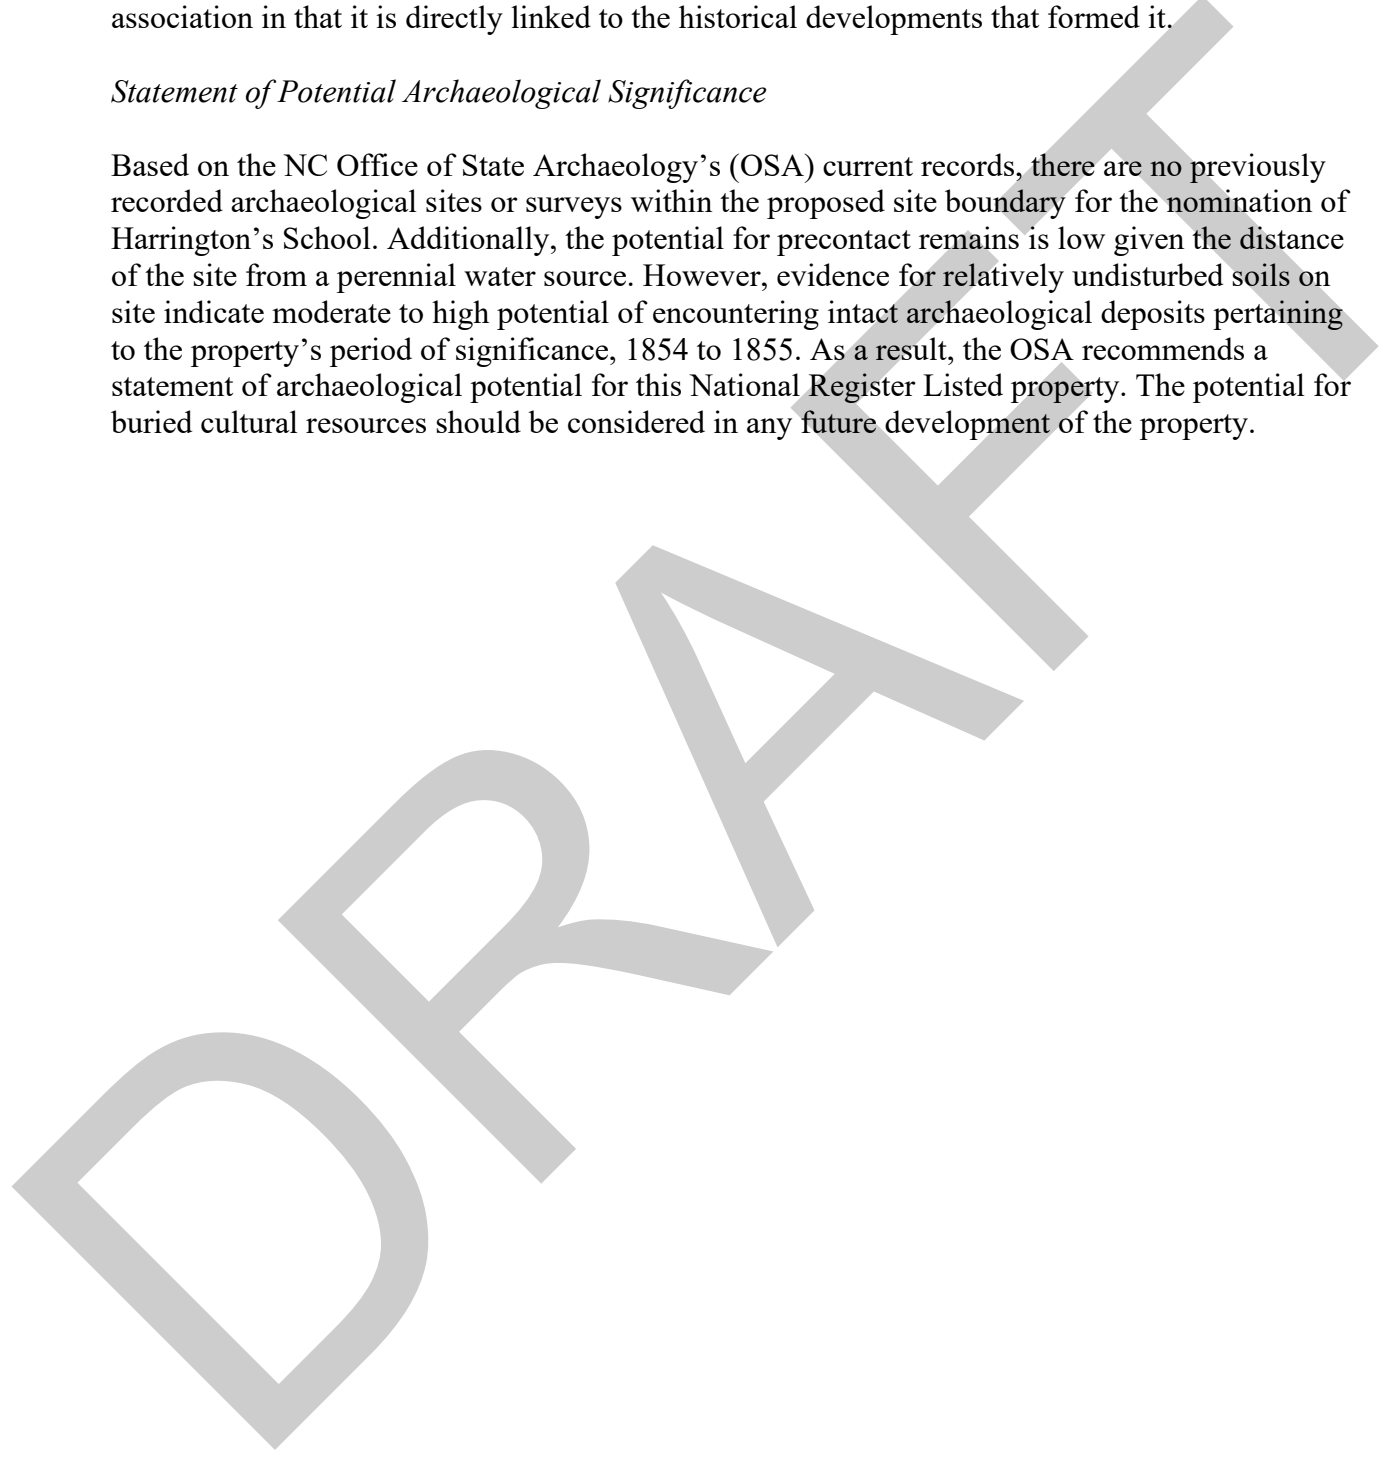 association in that it is directly linked to the historical developments that formed it.
Statement of Potential Archaeological Significance
Based on the NC Office of State Archaeology’s (OSA) current records, there are no previously
recorded archaeological sites or surveys within the proposed site boundary for the nomination of
Harrington’s School. Additionally, the potential for precontact remains is low given the distance
of the site from a perennial water source. However, evidence for relatively undisturbed soils on
site indicate moderate to high potential of encountering intact archaeological deposits pertaining
to the property’s period of significance, 1854 to 1855. As a result, the OSA recommends a
statement of archaeological potential for this National Register Listed property. The potential for
buried cultural resources should be considered in any future development of the property.
DRAFT